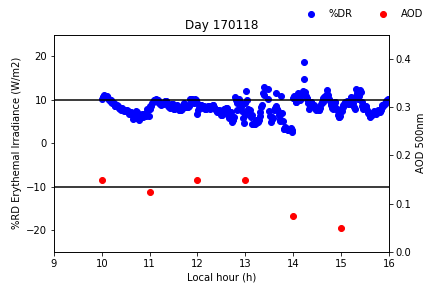 %DR AOD
Day 170118
%RD Erythermal Irradiance (W/m2)
20
10
0
−10
−20
0.4
0.3
0.2
0.1
0.0
AOD 500nm
9 10 11 12 13 14 15 16
Local hour (h)